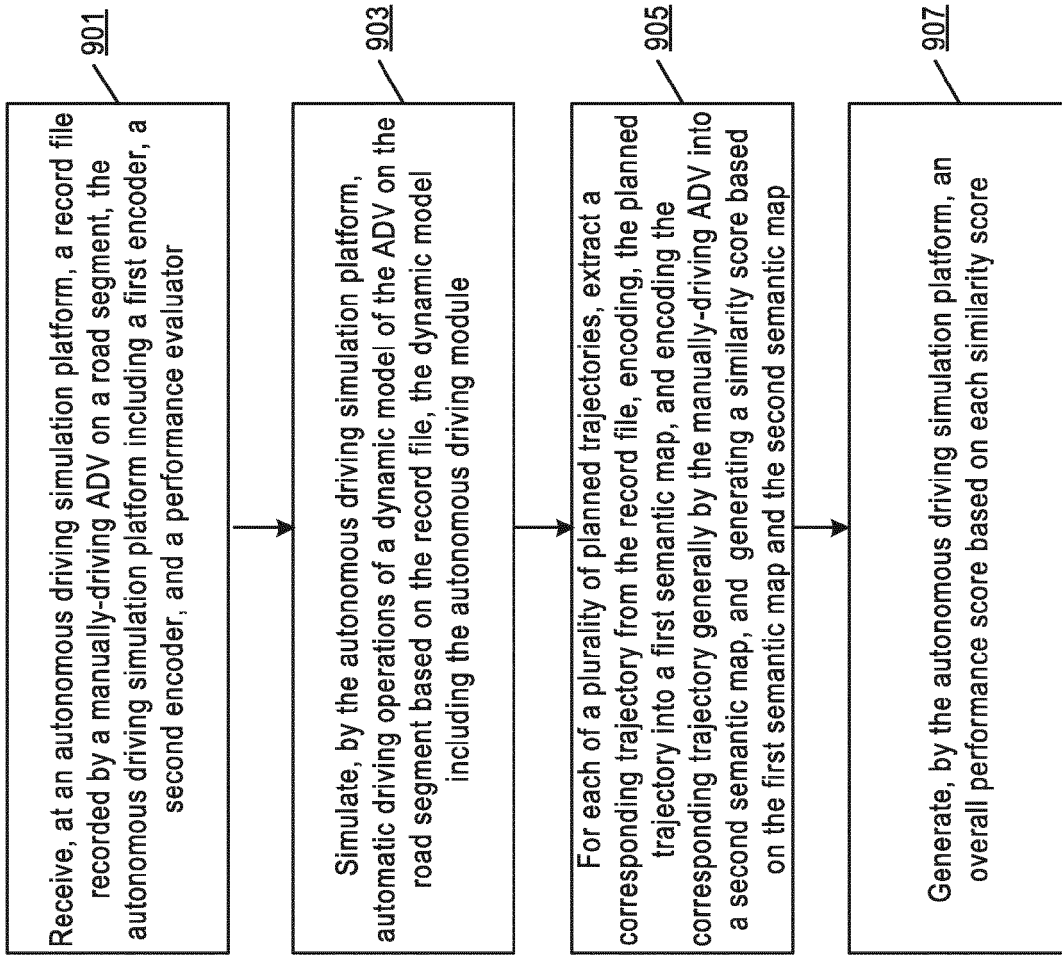 901
Receive, at an autonomous driving simulation platform, a record file
recorded by a manually-driving ADV on a road segment, the
autonomous driving simulation platform including a first encoder, a
second encoder, and a performance evaluator
903
Simulate, by the autonomous driving simulation platform,
automatic driving operations of a dynamic model of the ADV on the
road segment based on the record file, the dynamic model
including the autonomous driving module
905
For each of a plurality of planned trajectories, extract a
corresponding trajectory from the record file, encoding, the planned
trajectory into a first semantic map, and encoding the
corresponding trajectory generally by the manually-driving ADV into
a second semantic map, and generating a similarity score based
on the first semantic map and the second semantic map
907
Generate, by the autonomous driving simulation platform, an
overall performance score based on each similarity score